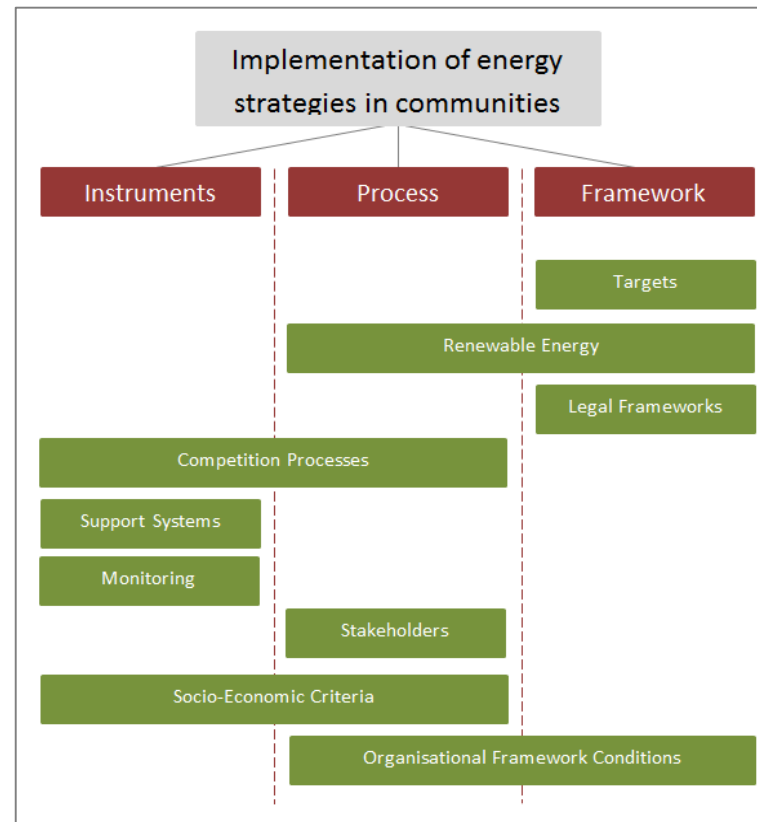 Implementation of energy
strategies in communities
Instruments
Process
Framework
Targets
Renewable Energy
Legal Frameworks
Competition Processes
Support Systems
Monitoring
Stakeholders
Socio-Economic Criteria
Organisational Framework Conditions